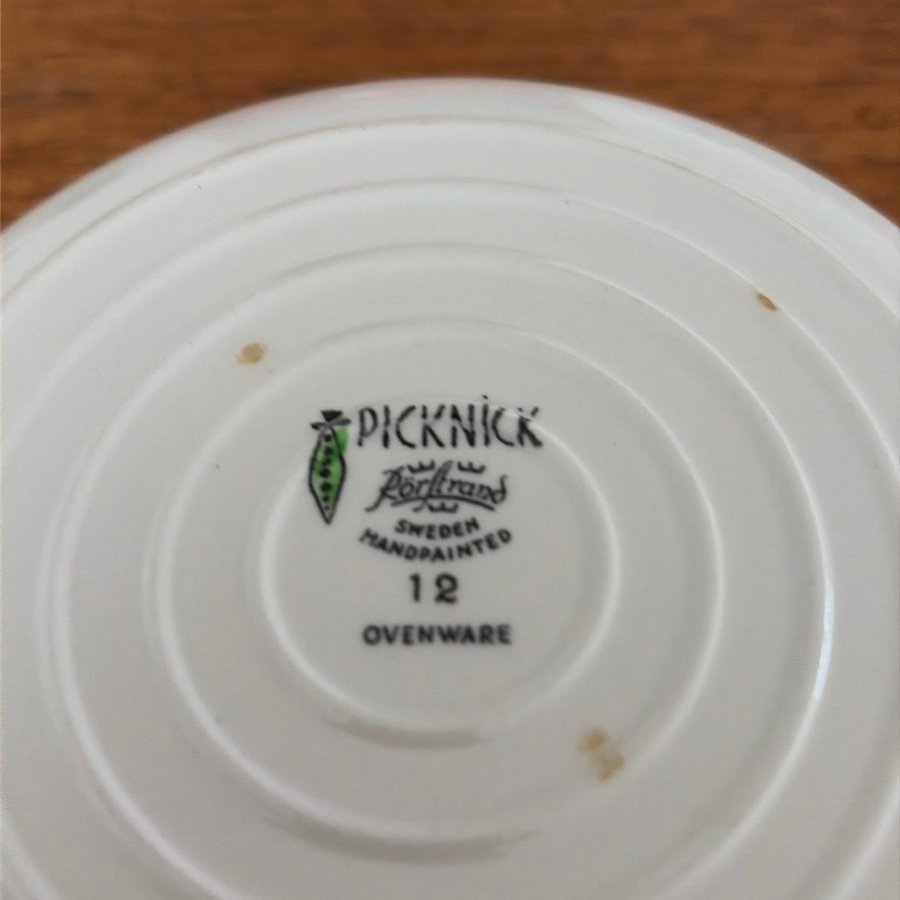 PICKNICK
Rörstrand
SWEDEN
HANDPAINTED
12
OVENWARE